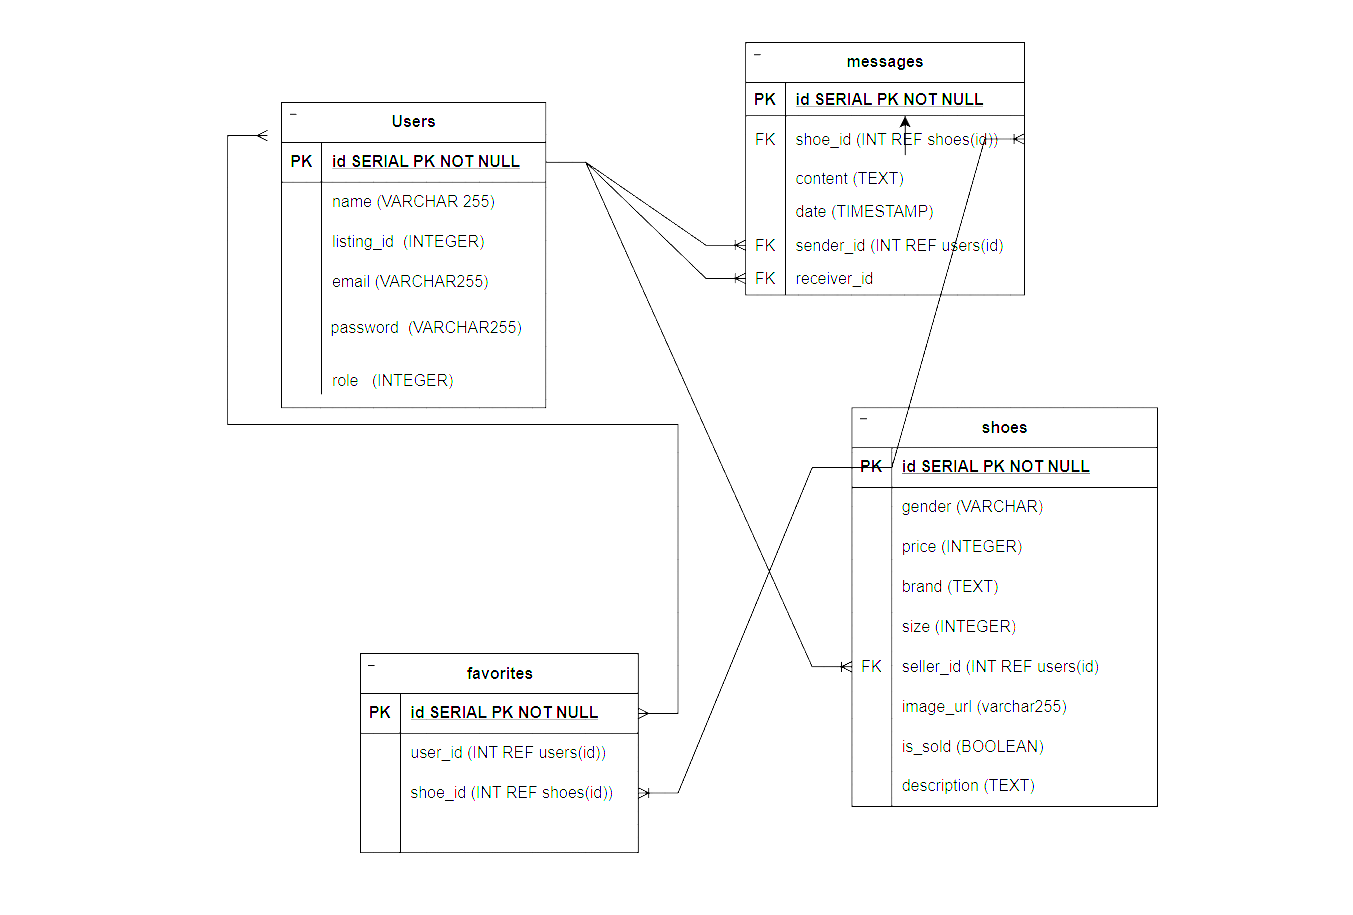 Users
PK id SERIAL PK NOT NULL
name (VARCHAR 255)
listing_id (INTEGER)
email (VARCHAR255)
password (VARCHAR255)
role (INTEGER)
messages
PK id SERIAL PK NOT NULL
FK shoe_id (INT REF shoes(id))
content (TEXT)
date (TIMESTAMP)
FK sender_id (INT REF users(id)
FK receiver_id
shoes
PK id SERIAL PK NOT NULL
gender (VARCHAR)
price (INTEGER)
brand (TEXT)
size (INTEGER)
FK seller_id (INT REF users(id)
image_url (varchar255)
is_sold (BOOLEAN)
description (TEXT)
favorites
PK id SERIAL PK NOT NULL
user_id (INT REF users(id))
shoe_id (INT REF shoes(id))